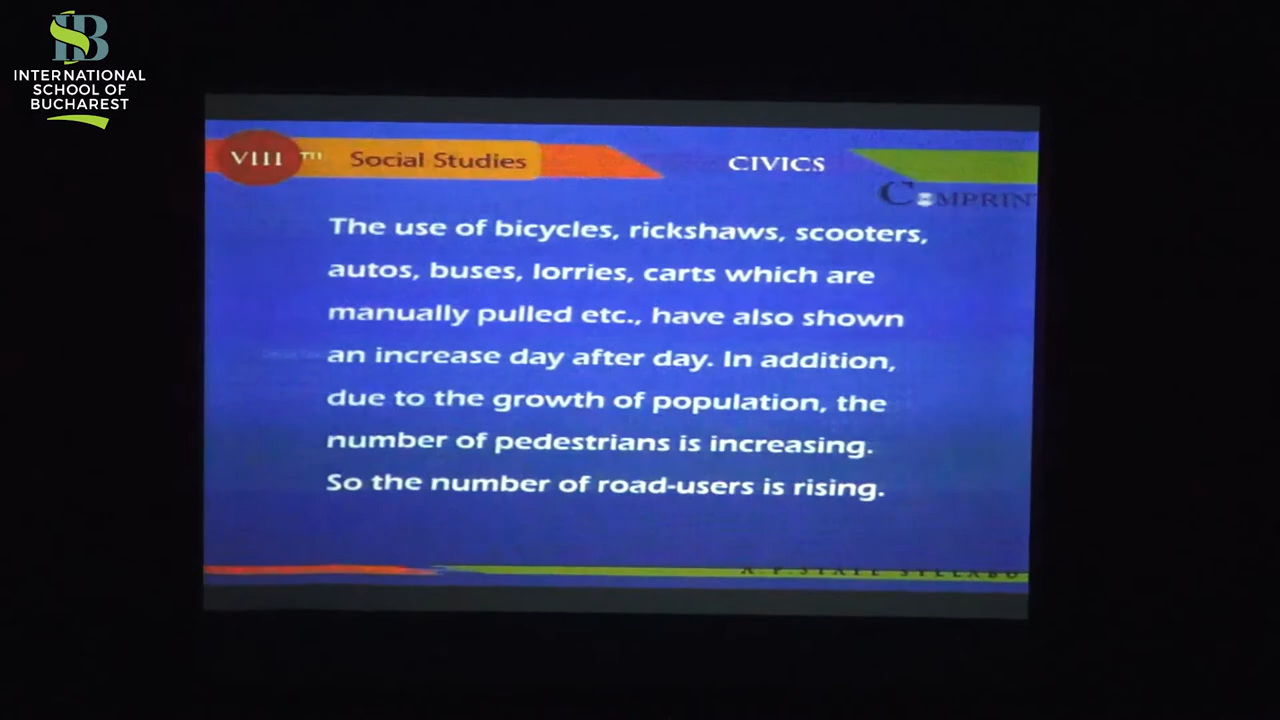 INTERNATIONAL
SCHOOL OF
BUCHAREST
VIII TH Social Studies CIVICS
The use of bicycles, rickshaws, scooters,
autos, buses, lorries, carts which are
manually pulled etc., have also shown
an increase day after day. In addition,
due to the growth of population, the
number of pedestrians is increasing.
So the number of road-users is rising.